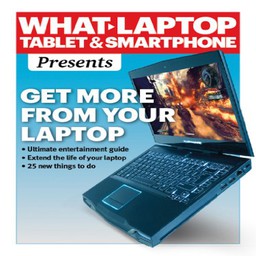 WHAT LAPTOP
TABLET & SMARTPHONE
Presents
GET MORE
FROM YOUR
LAPTOP
• Ultimate entertainment guide
• Extend the life of your laptop
• 25 new things to do